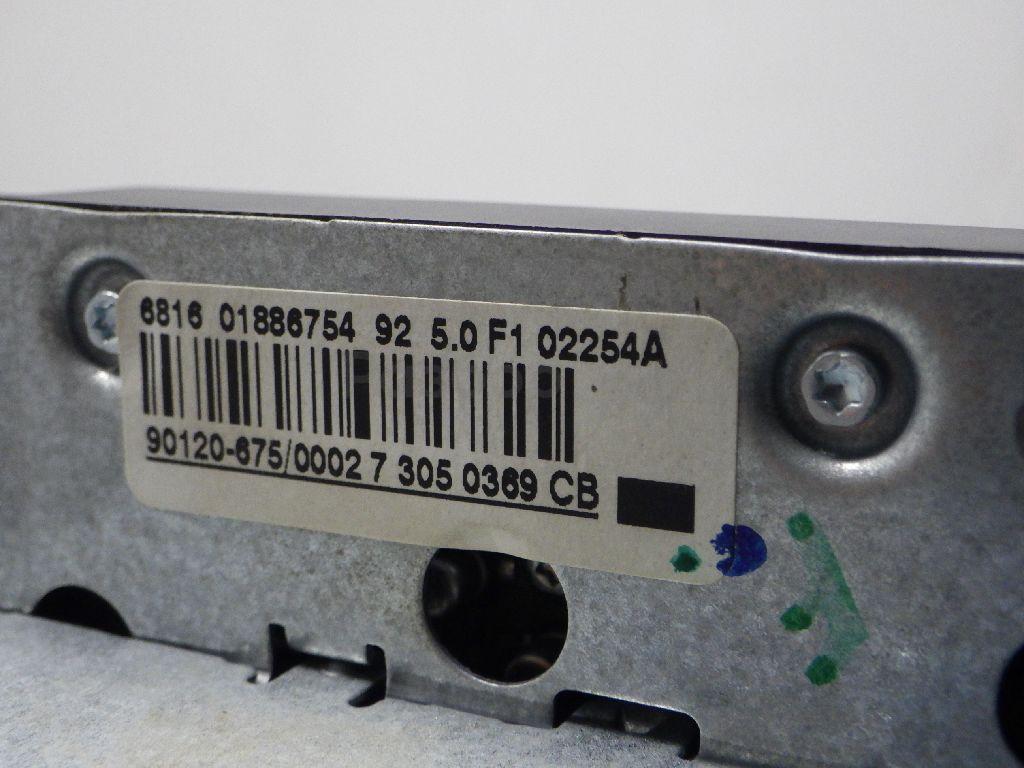 6816 01886754 92 5.0 F1 02254A
90120-675/0002 7 305 0369 CB